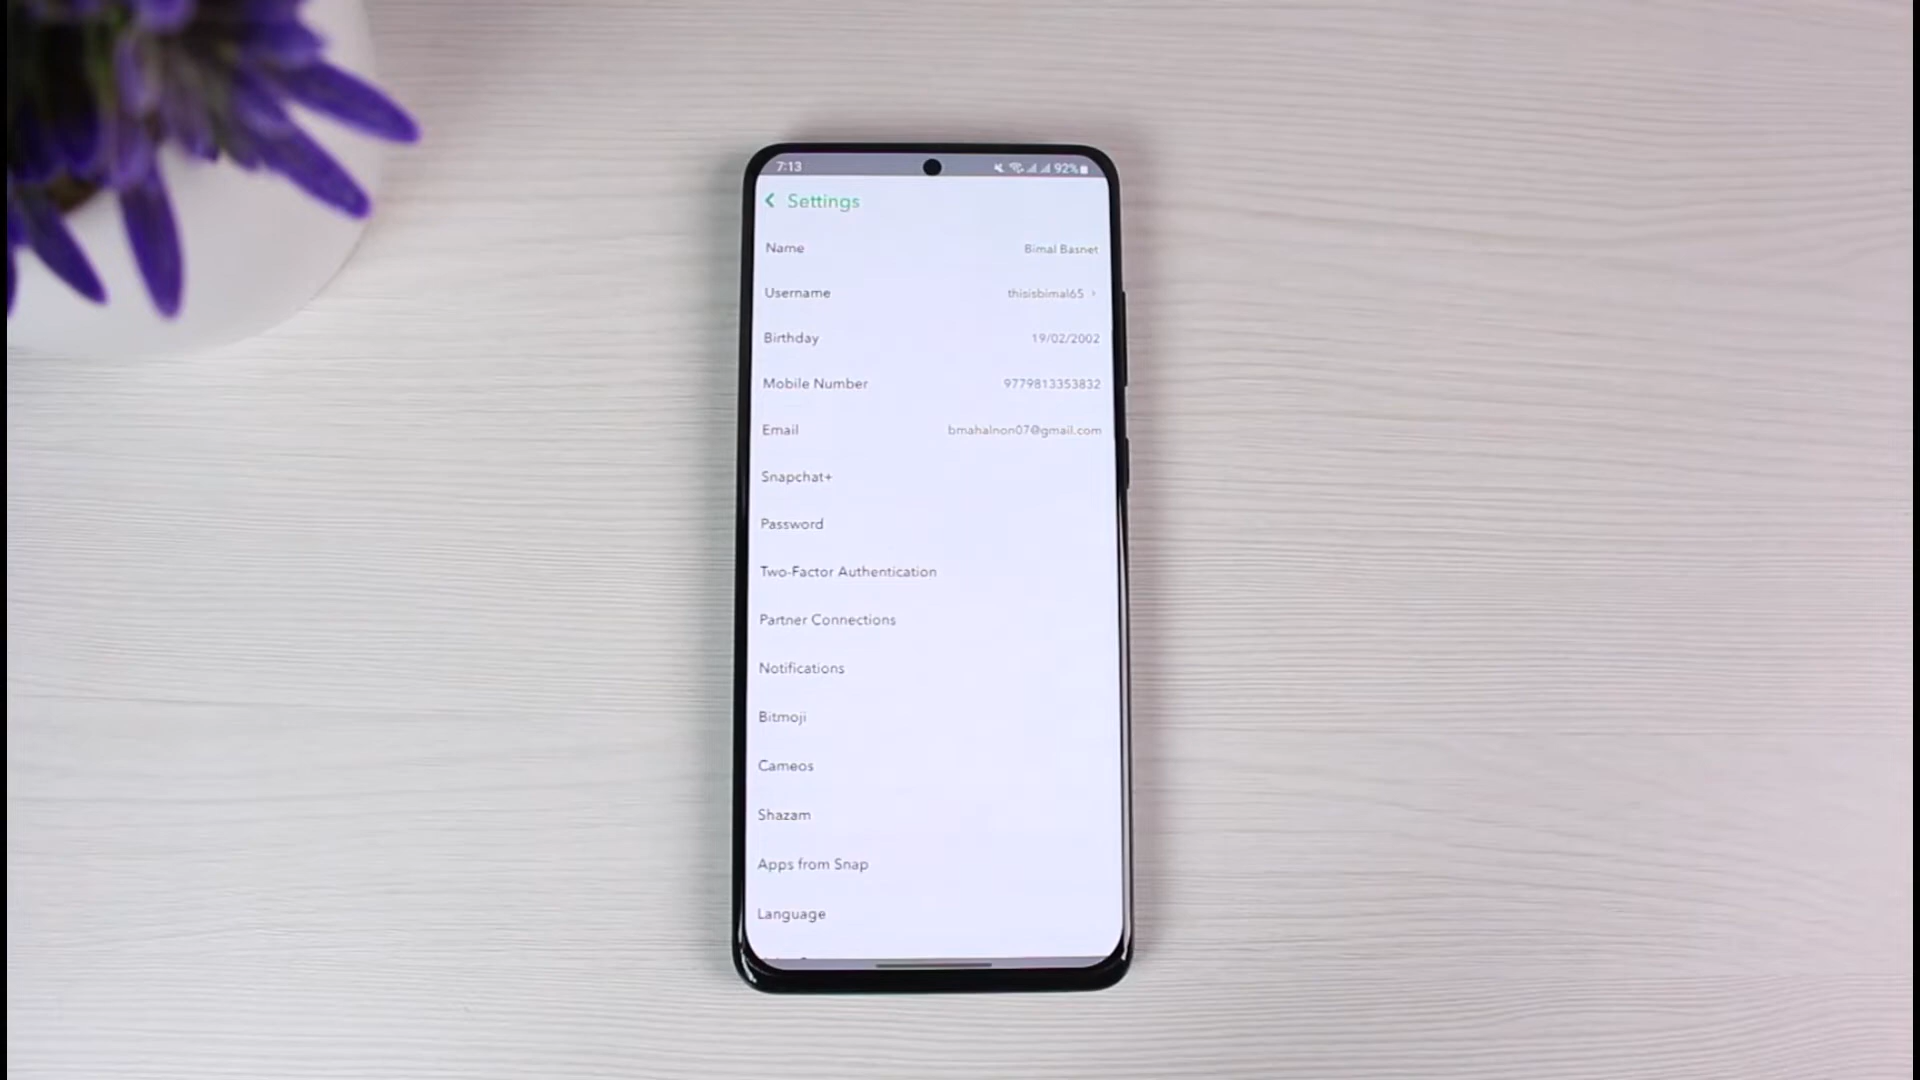 7:13 92%
Settings
Name Bimal Basnet
Username thisisbimal65
Birthday 19/02/2002
Mobile Number 9779813353832
Email bmahalnon07@gmail.com
Snapchat+
Password
Two-Factor Authentication
Partner Connections
Notifications
Bitmoji
Cameos
Shazam
Apps from Snap
Language